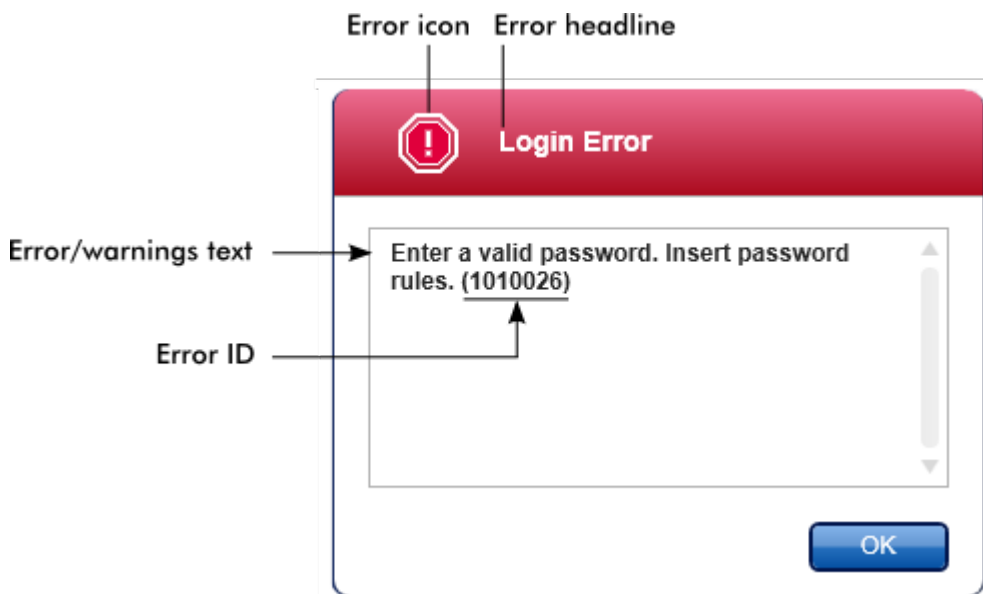 Error icon Error headline
Login Error
Error/warnings text
Enter a valid password. Insert password
rules. (1010026)
Error ID
OK